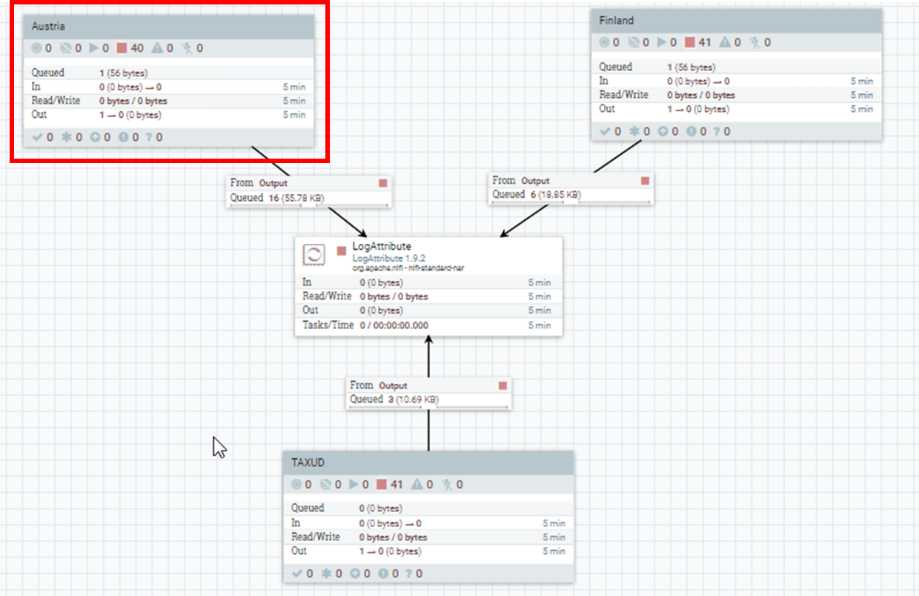 Austria
0 0 0 40 0 0
Queued 1 (56 bytes)
In 0 (0 bytes) → 0 5 min
Read/Write 0 bytes / 0 bytes 5 min
Out 1 → 0 (0 bytes) 5 min
0 0 0 0 ? 0
Finland
0 0 0 41 0 0
Queued 1 (56 bytes)
In 0 (0 bytes) → 0 5 min
Read/Write 0 bytes / 0 bytes 5 min
Out 1 → 0 (0 bytes) 5 min
0 0 0 0 ? 0
From Output
Queued 16 (55.78 KB)
From Output
Queued 6 (18.85 KB)
LogAttribute
LogAttribute 1.9.2
org.apache.nifi - nifi-standard-nar
In 0 (0 bytes) 5 min
Read/Write 0 bytes / 0 bytes 5 min
Out 0 (0 bytes) 5 min
Tasks/Time 0 / 00:00:00.000 5 min
From Output
Queued 3 (10.69 KB)
TAXUD
0 0 0 41 0 0
Queued 0 (0 bytes)
In 0 (0 bytes) → 0 5 min
Read/Write 0 bytes / 0 bytes 5 min
Out 1 → 0 (0 bytes) 5 min
0 0 0 0 ? 0